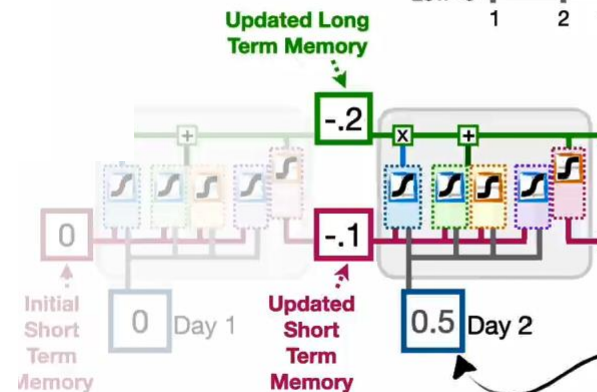 1 2
Updated Long
Term Memory
-.2
+
x +
0
-.1
Initial
Short
Term
Memory
0 Day 1
Updated
Short
Term
Memory
0.5 Day 2